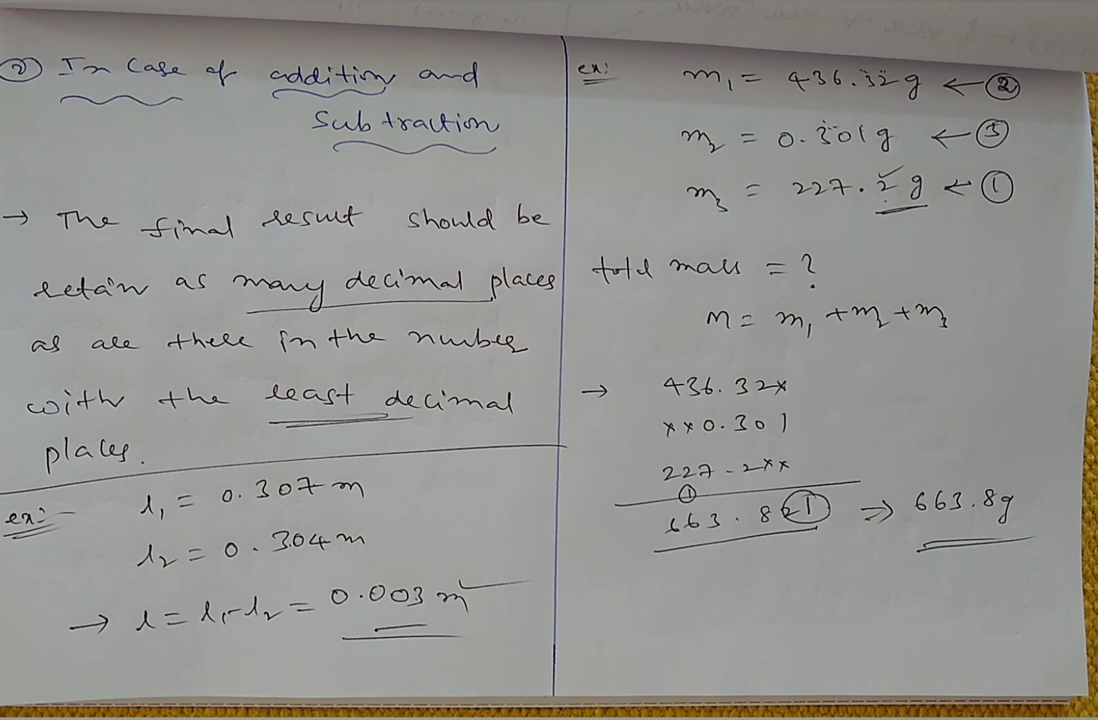 ② In Case of addition and
Subtraction
→ The final result should be
retain as many decimal places
as are there in the number
with the least decimal
places.
ex:-
l₁ = 0.307 m
l₂ = 0.304 m
→ l = l₁-l₂ = 0.003 m
ex:
m₁ = 436.32 g ← ②
m₂ = 0.301 g ← ③
m₃ = 227.2 g ← ①
total mass = ?
M = m₁ + m₂ + m₃
→ 436.32x
xx0.301
227.2xx
①
663.821 ⇒ 663.8g